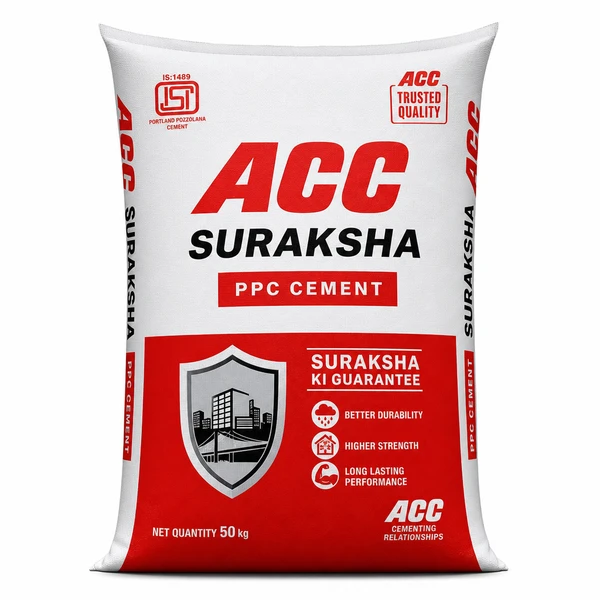 IS:1489
ISI
PORTLAND POZZOLANA
CEMENT
ACC
TRUSTED
QUALITY
ACC
SURAKSHA
PPC CEMENT
ACC SURAKSHA PPC CEMENT
ACC SURAKSHA PPC CEMENT
SURAKSHA
KI GUARANTEE
BETTER DURABILITY
HIGHER STRENGTH
LONG LASTING
PERFORMANCE
NET QUANTITY 50 kg
ACC
CEMENTING
RELATIONSHIPS